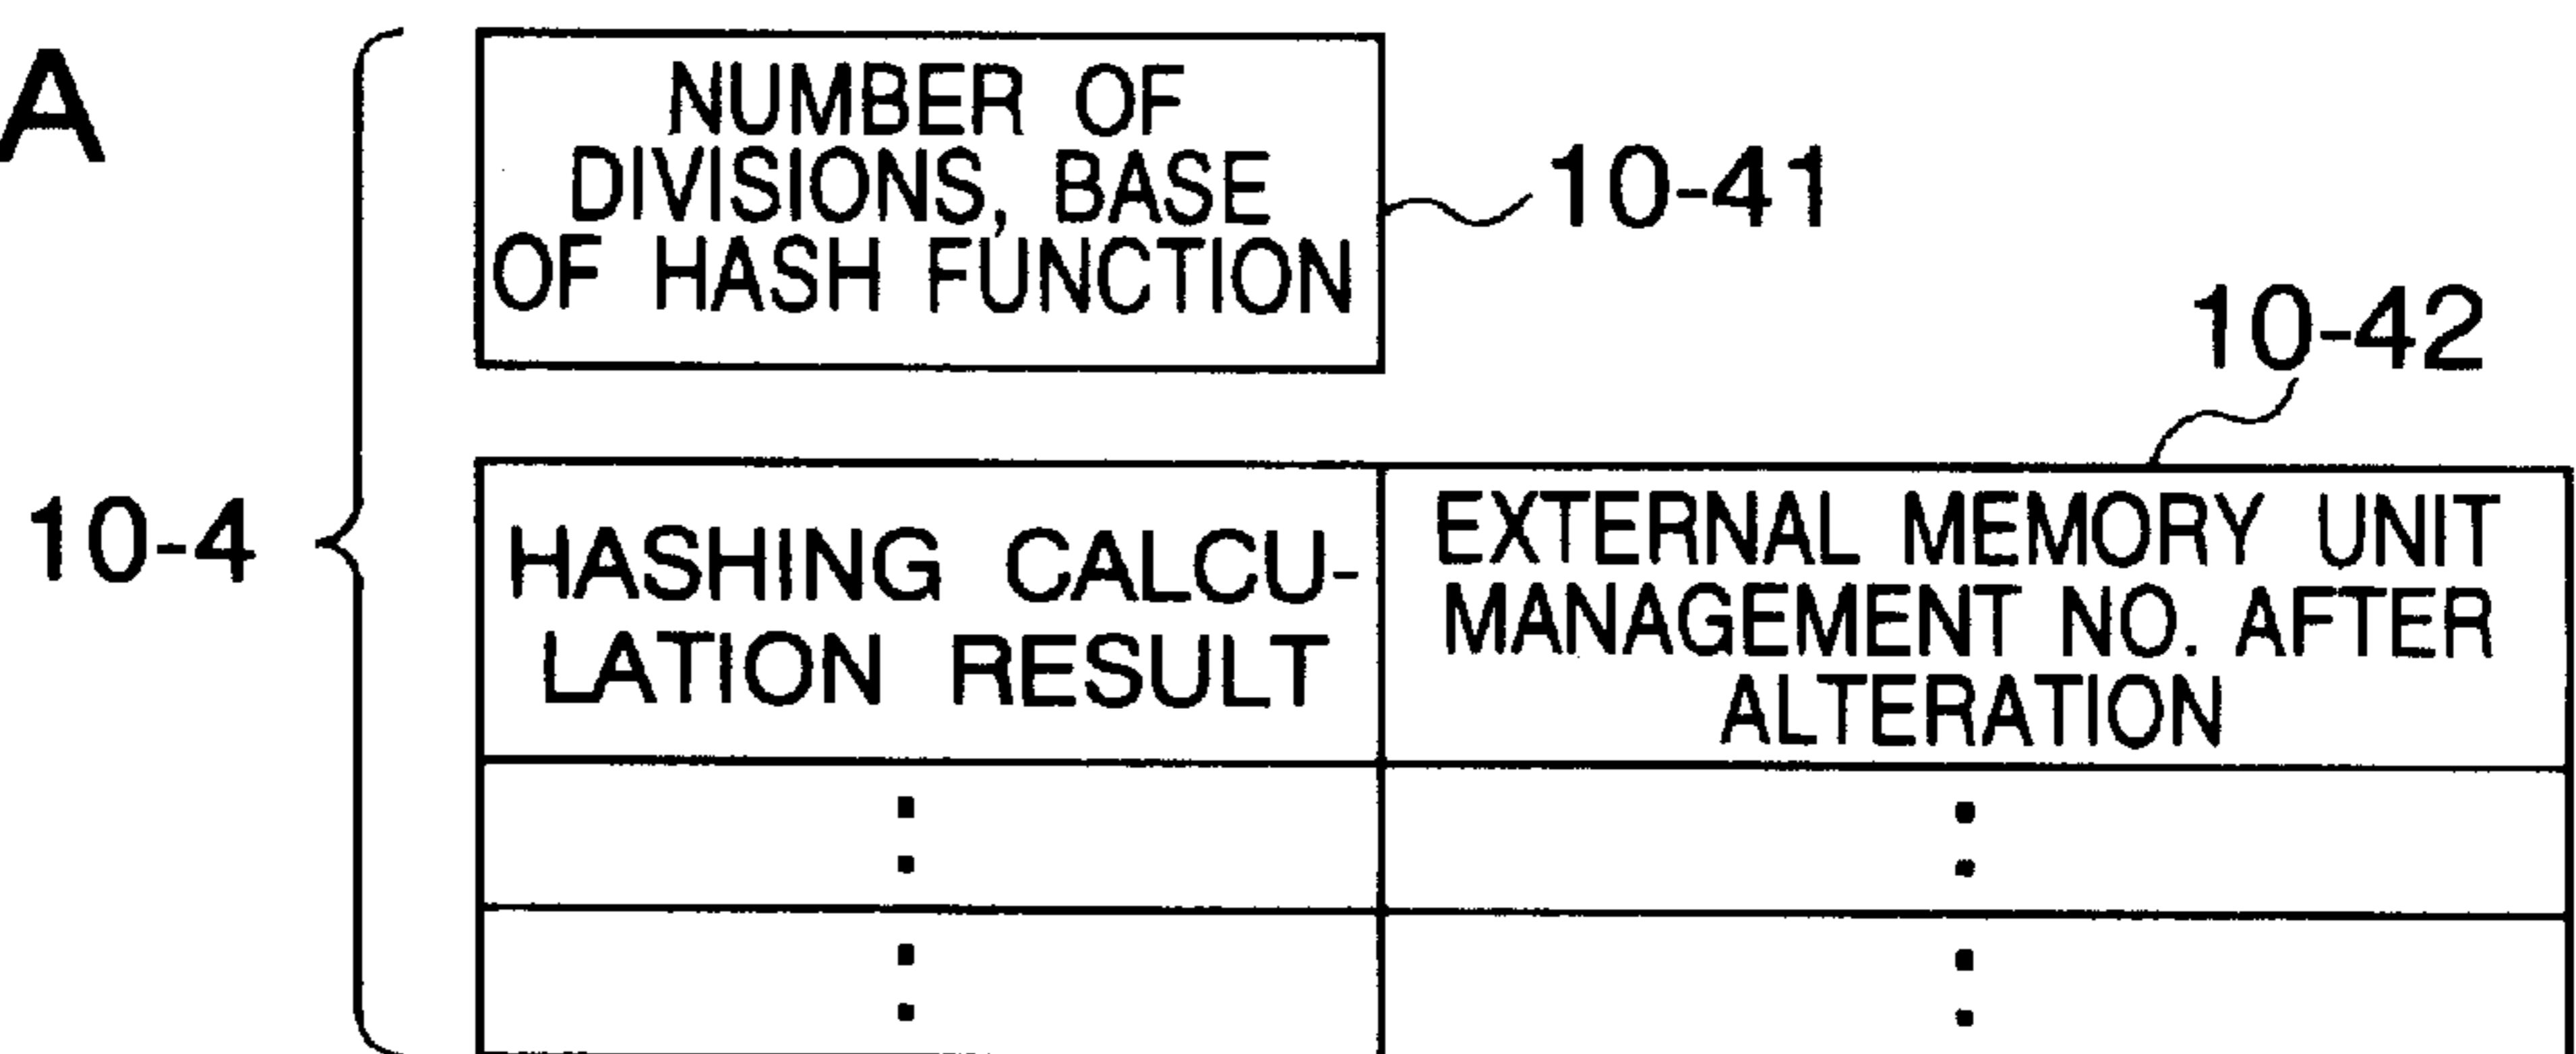 A
NUMBER OF
DIVISIONS, BASE
OF HASH FUNCTION
10-41
10-42
10-4
HASHING CALCU-
LATION RESULT
EXTERNAL MEMORY UNIT
MANAGEMENT NO. AFTER
ALTERATION